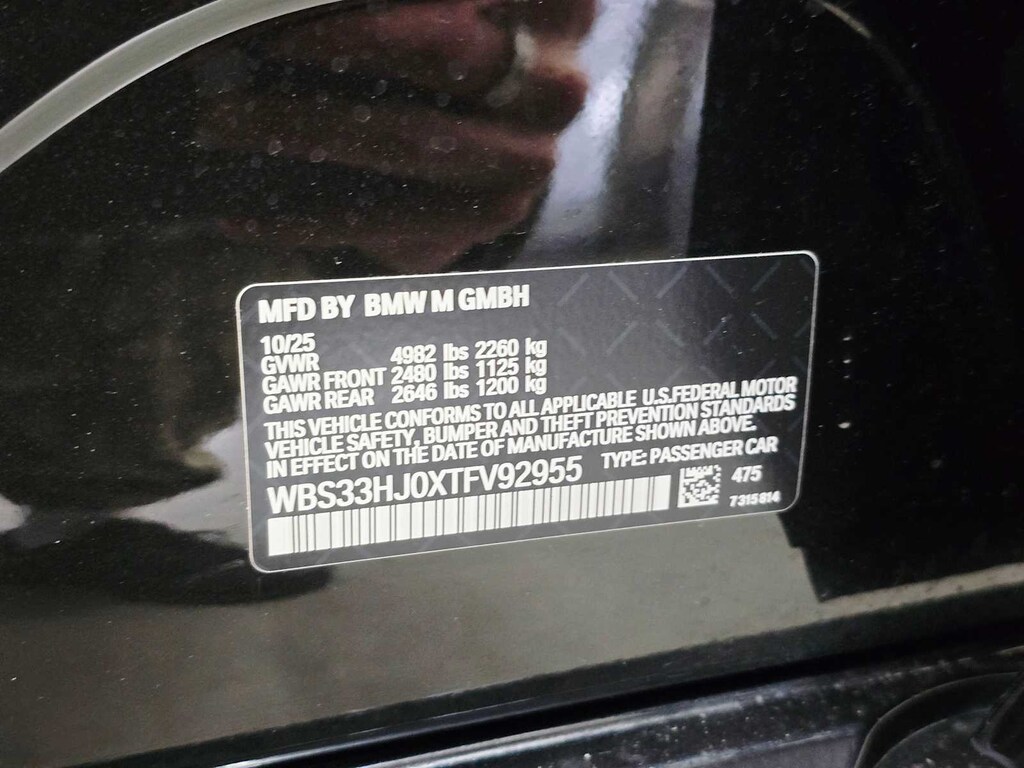 MFD BY BMW M GMBH
10/25
GVWR 4982 lbs 2260 kg
GAWR FRONT 2480 lbs 1125 kg
GAWR REAR 2646 lbs 1200 kg
THIS VEHICLE CONFORMS TO ALL APPLICABLE U.S.FEDERAL MOTOR
VEHICLE SAFETY, BUMPER AND THEFT PREVENTION STANDARDS
IN EFFECT ON THE DATE OF MANUFACTURE SHOWN ABOVE.
WBS33HJ0XTFV92955 TYPE: PASSENGER CAR
475
7315814